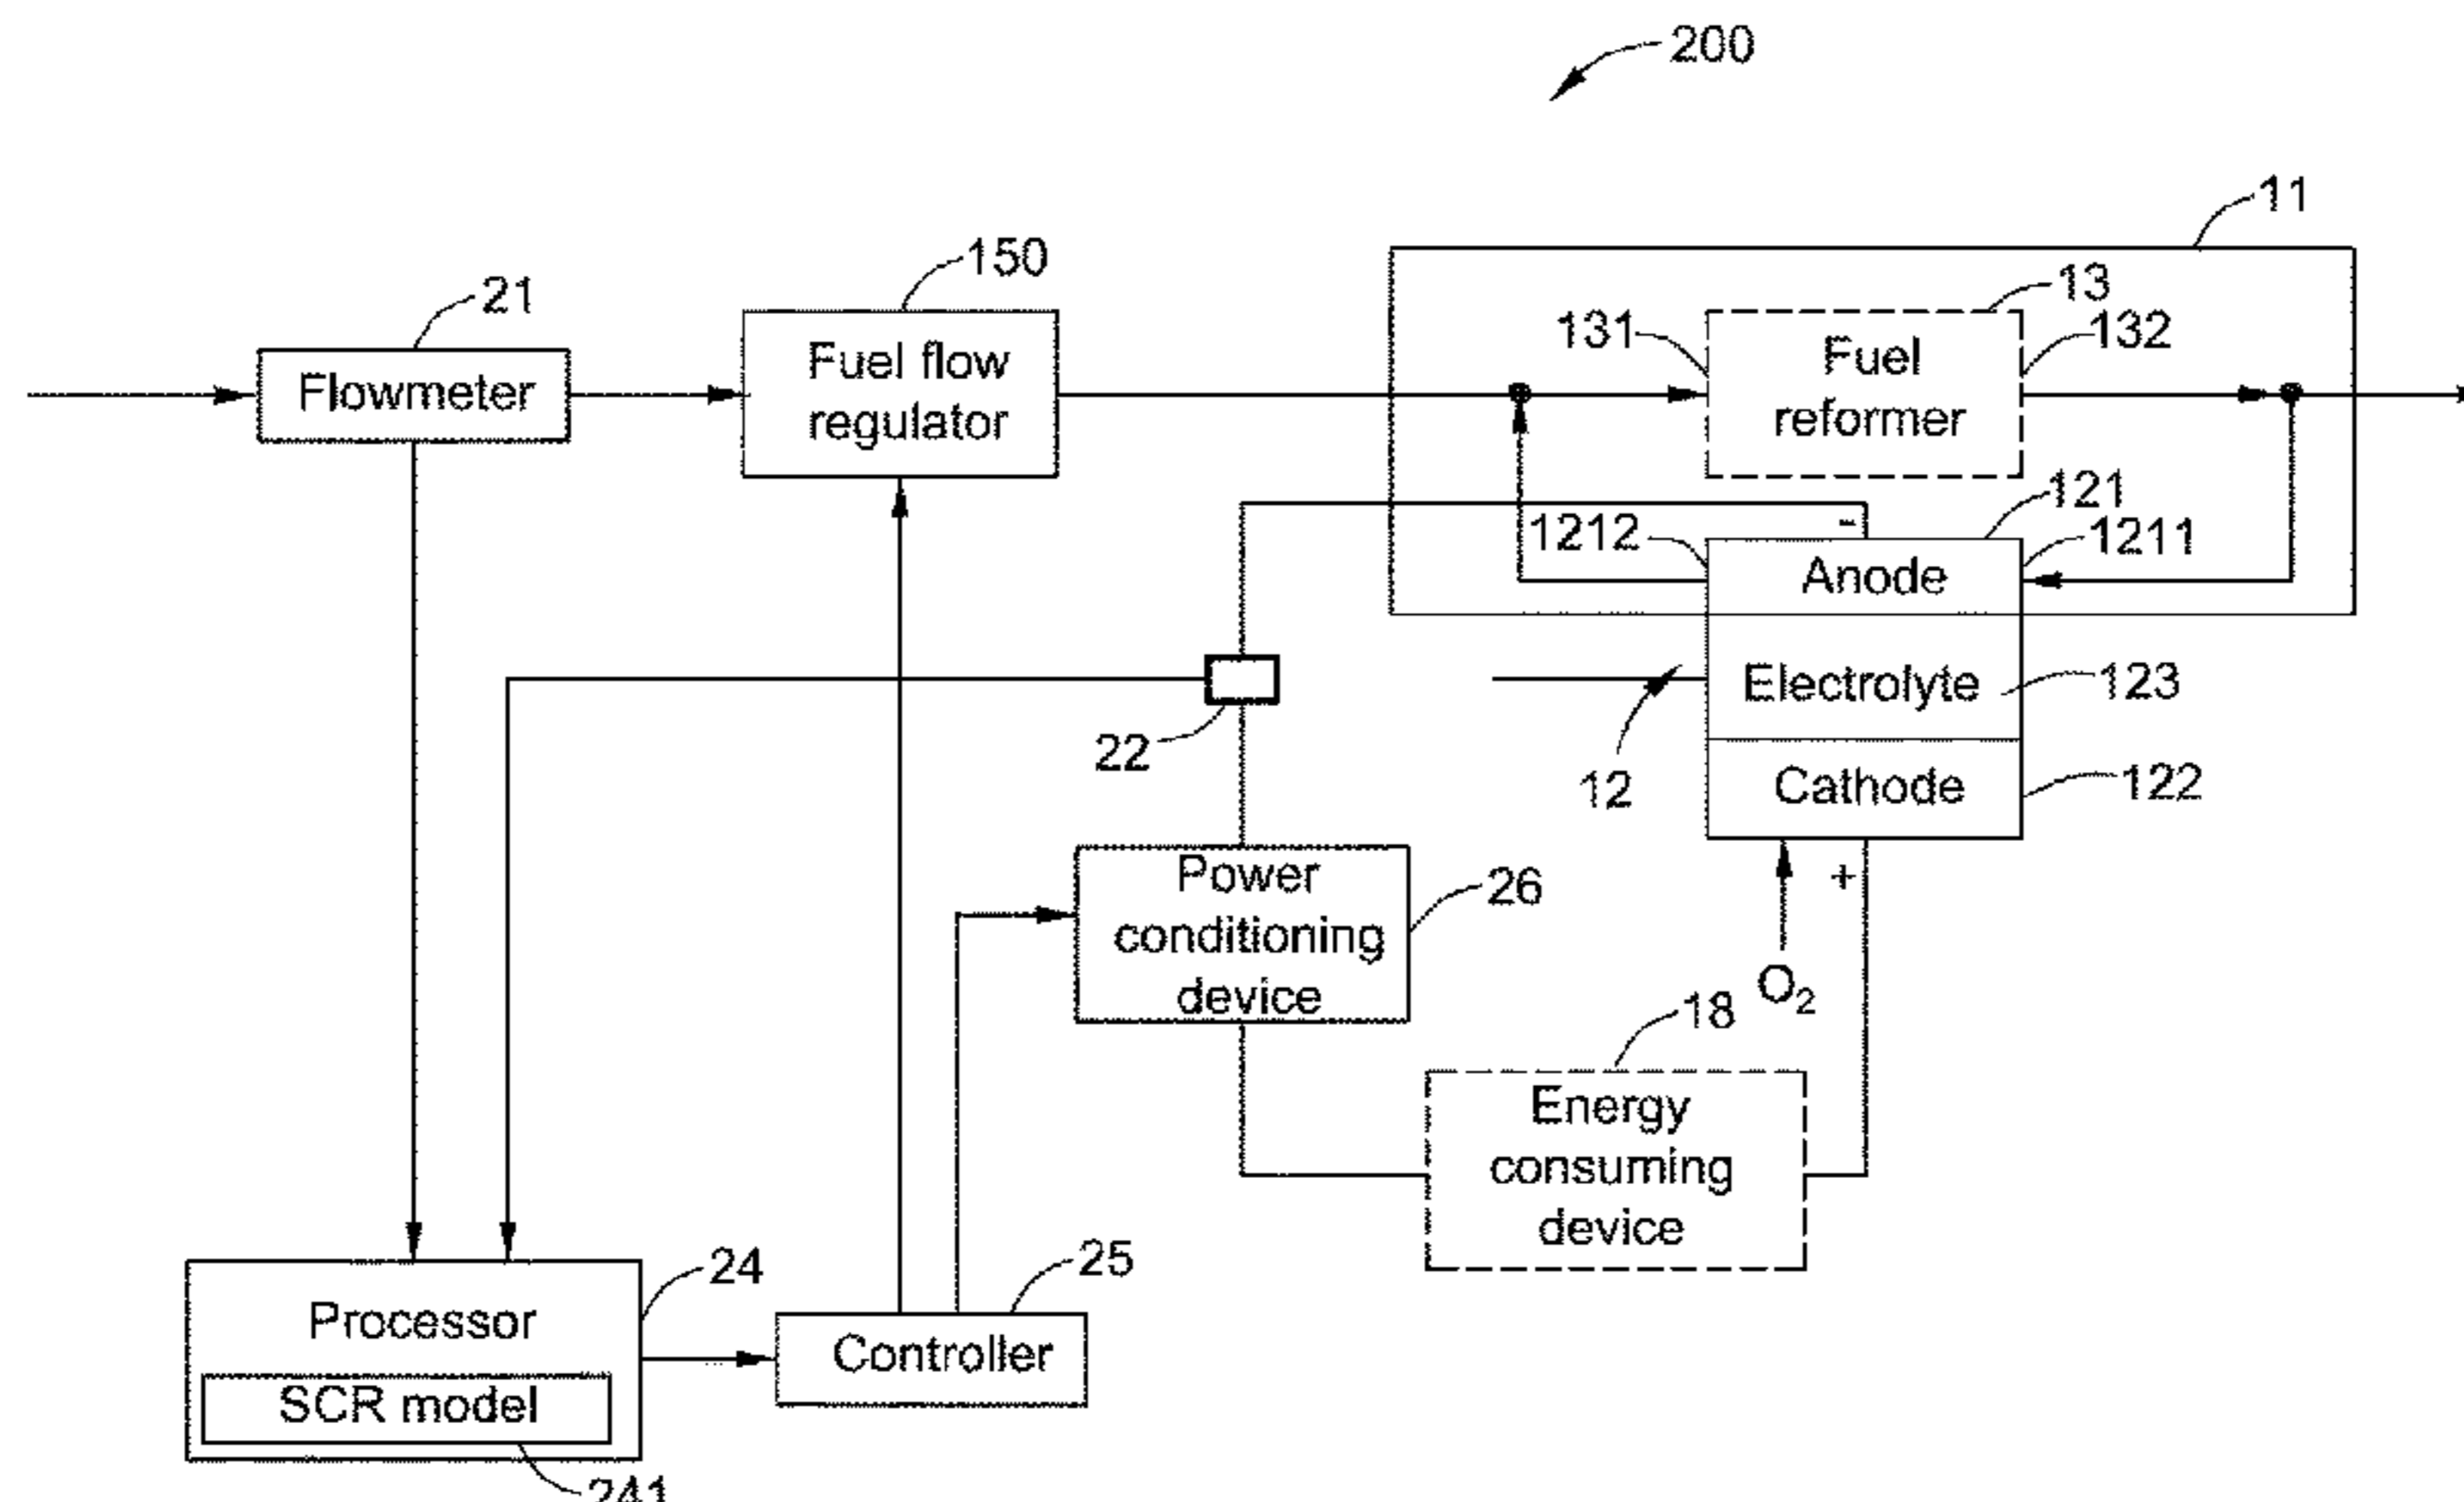 200
11
150
13
21
131
132
Fuel flow
regulator
Fuel
reformer
Flowmeter
121
-
1212
1211
Anode
Electrolyte
123
22
12
Cathode
122
Power
conditioning
device
26
+
O₂
18
Energy
consuming
device
24
25
Processor
Controller
SCR model
241